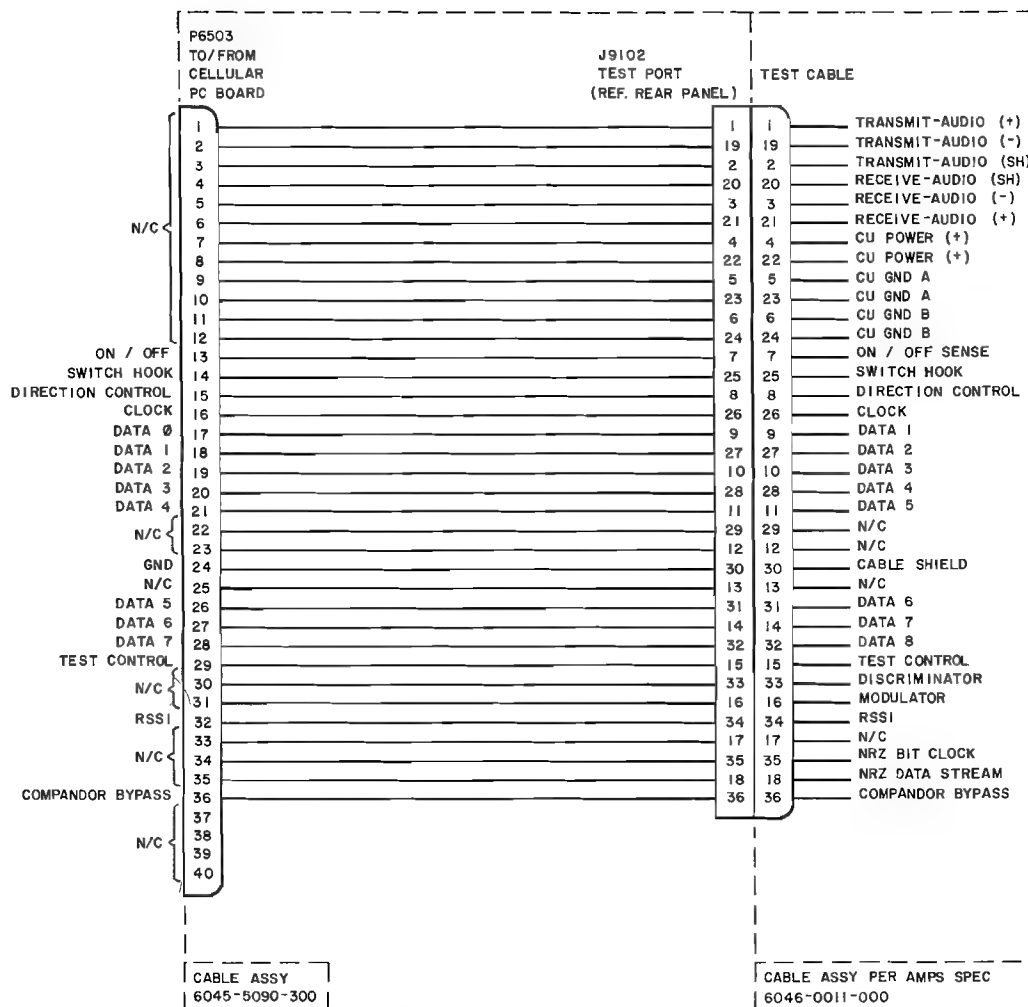 P6503
TO/FROM
CELLULAR
PC BOARD
J9102
TEST PORT
(REF. REAR PANEL)
TEST CABLE
1 1 1 TRANSMIT-AUDIO (+)
2 19 19 TRANSMIT-AUDIO (-)
3 2 2 TRANSMIT-AUDIO (SH)
4 20 20 RECEIVE-AUDIO (SH)
5 3 3 RECEIVE-AUDIO (-)
N/C 6 21 21 RECEIVE-AUDIO (+)
7 4 4 CU POWER (+)
8 22 22 CU POWER (+)
9 5 5 CU GND A
10 23 23 CU GND A
11 6 6 CU GND B
12 24 24 CU GND B
ON / OFF 13 7 7 ON / OFF SENSE
SWITCH HOOK 14 25 25 SWITCH HOOK
DIRECTION CONTROL 15 8 8 DIRECTION CONTROL
CLOCK 16 26 26 CLOCK
DATA Ø 17 9 9 DATA 1
DATA 1 18 27 27 DATA 2
DATA 2 19 10 10 DATA 3
DATA 3 20 28 28 DATA 4
DATA 4 21 11 11 DATA 5
N/C 22 29 29 N/C
23 12 12 N/C
GND 24 30 30 CABLE SHIELD
N/C 25 13 13 N/C
DATA 5 26 31 31 DATA 6
DATA 6 27 14 14 DATA 7
DATA 7 28 32 32 DATA 8
TEST CONTROL 29 15 15 TEST CONTROL
N/C 30 33 33 DISCRIMINATOR
31 16 16 MODULATOR
RSSI 32 34 34 RSSI
33 17 17 N/C
N/C 34 35 35 NRZ BIT CLOCK
35 18 18 NRZ DATA STREAM
COMPANDOR BYPASS 36 36 36 COMPANDOR BYPASS
37
N/C 38
39
40
CABLE ASSY
6045-5090-300
CABLE ASSY PER AMPS SPEC
6046-0011-000